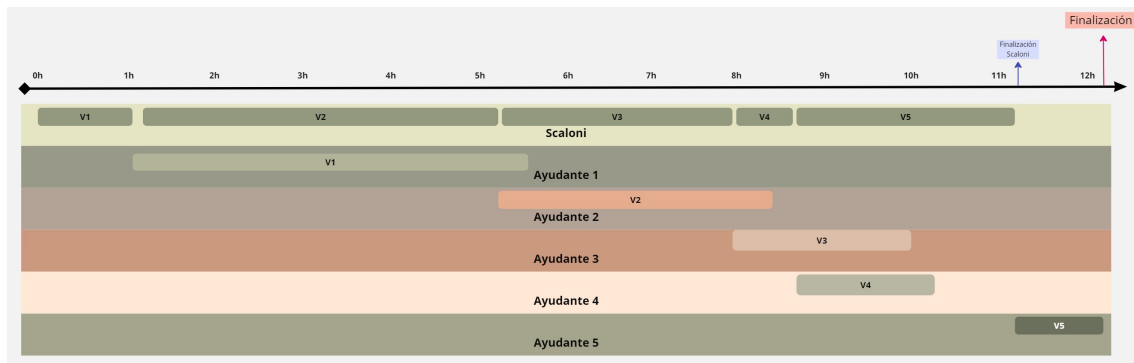 Finalización
Finalización
Scaloni
0h 1h 2h 3h 4h 5h 6h 7h 8h 9h 10h 11h 12h
V1 V2 V3 V4 V5
Scaloni
V1
Ayudante 1
V2
Ayudante 2
V3
Ayudante 3
V4
Ayudante 4
V5
Ayudante 5